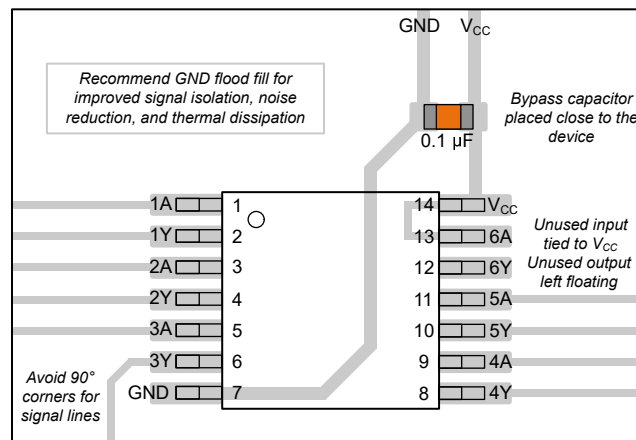 GND VCC
Recommend GND flood fill for
improved signal isolation, noise
reduction, and thermal dissipation
Bypass capacitor
placed close to the
device
0.1 µF
1A 1 14 VCC
1Y 2 13 6A
2A 3 12 6Y
2Y 4 11 5A
3A 5 10 5Y
3Y 6 9 4A
GND 7 8 4Y
Unused input
tied to VCC
Unused output
left floating
Avoid 90°
corners for
signal lines